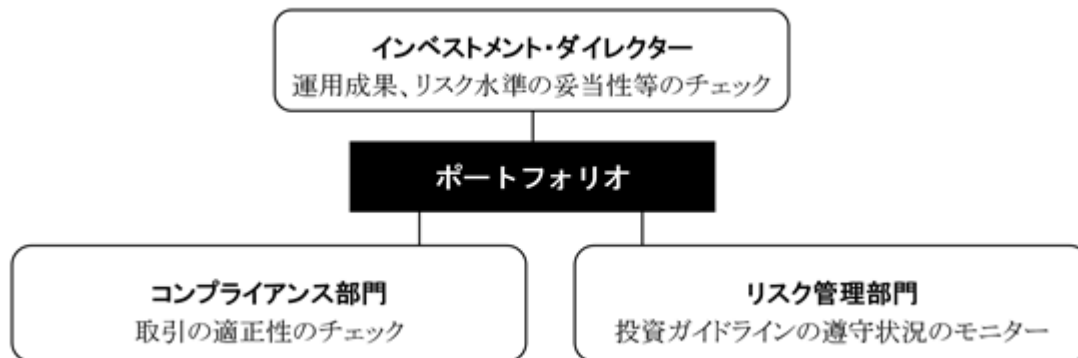 インベストメント・ダイレクター
運用成果、リスク水準の妥当性等のチェック
ポートフォリオ
コンプライアンス部門
取引の適正性のチェック
リスク管理部門
投資ガイドラインの遵守状況のモニター